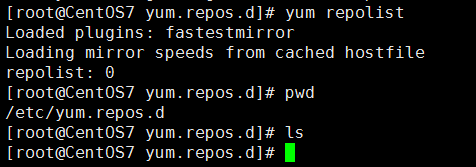 [root@CentOS7 yum.repos.d]# yum repolist
Loaded plugins: fastestmirror
Loading mirror speeds from cached hostfile
repolist: 0
[root@CentOS7 yum.repos.d]# pwd
/etc/yum.repos.d
[root@CentOS7 yum.repos.d]# ls
[root@CentOS7 yum.repos.d]#